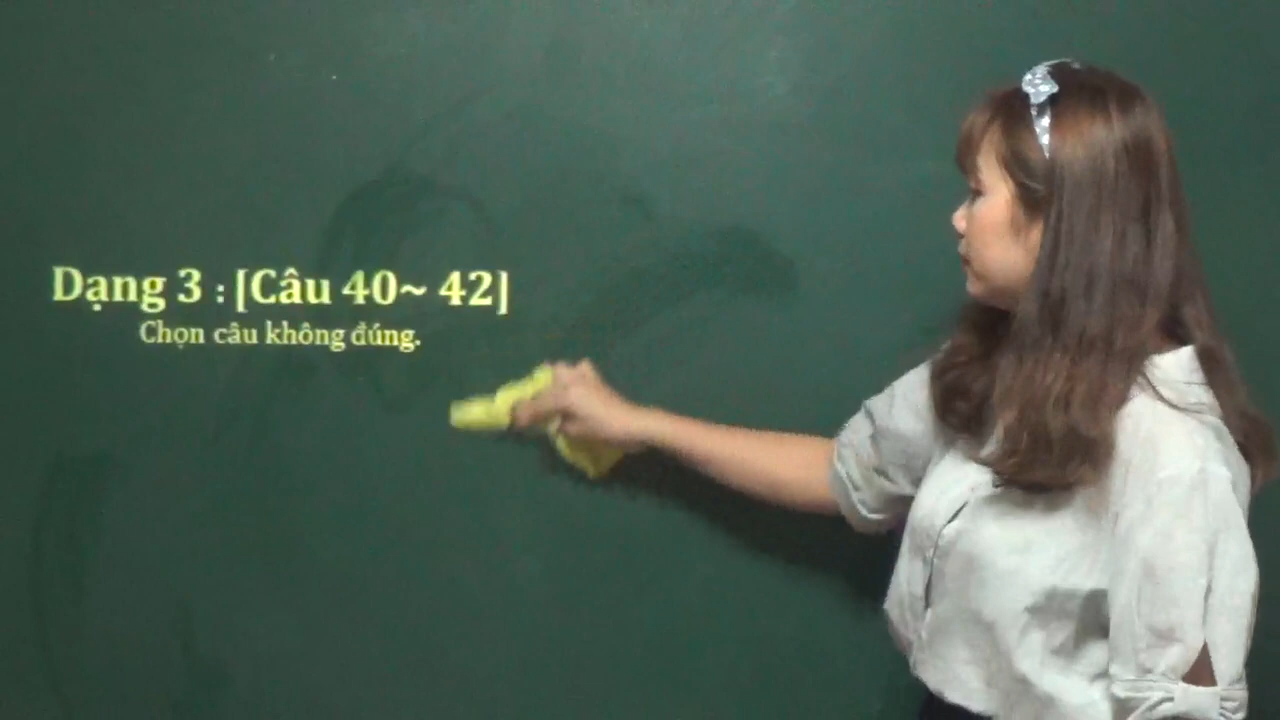 Dạng 3 : [Câu 40~ 42]
Chọn câu không đúng.